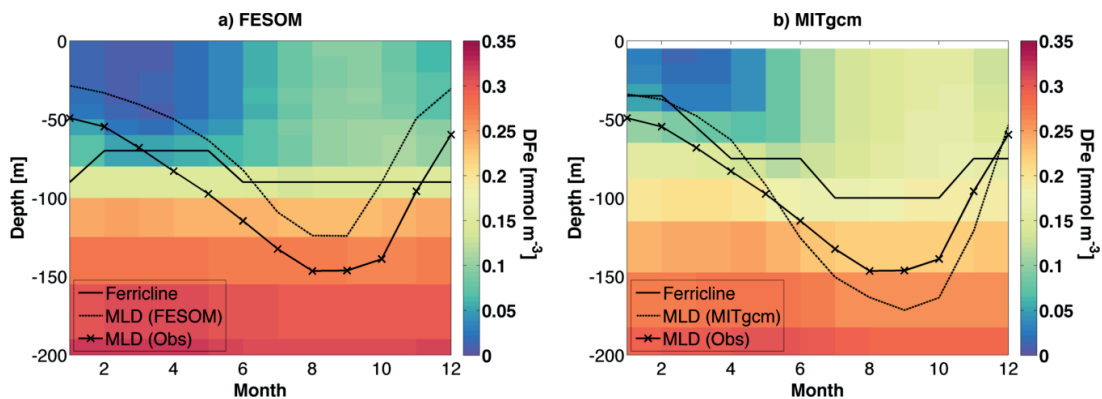 a) FESOM
0
-50
-100
-150
-200
Depth [m]
2 4 6 8 10 12
Month
Ferricline
MLD (FESOM)
MLD (Obs)
0.35
0.3
0.25
0.2
0.15
0.1
0.05
0
DFe [mmol m-3]
b) MITgcm
0
-50
-100
-150
-200
Depth [m]
2 4 6 8 10 12
Month
Ferricline
MLD (MITgcm)
MLD (Obs)
0.35
0.3
0.25
0.2
0.15
0.1
0.05
0
DFe [mmol m-3]